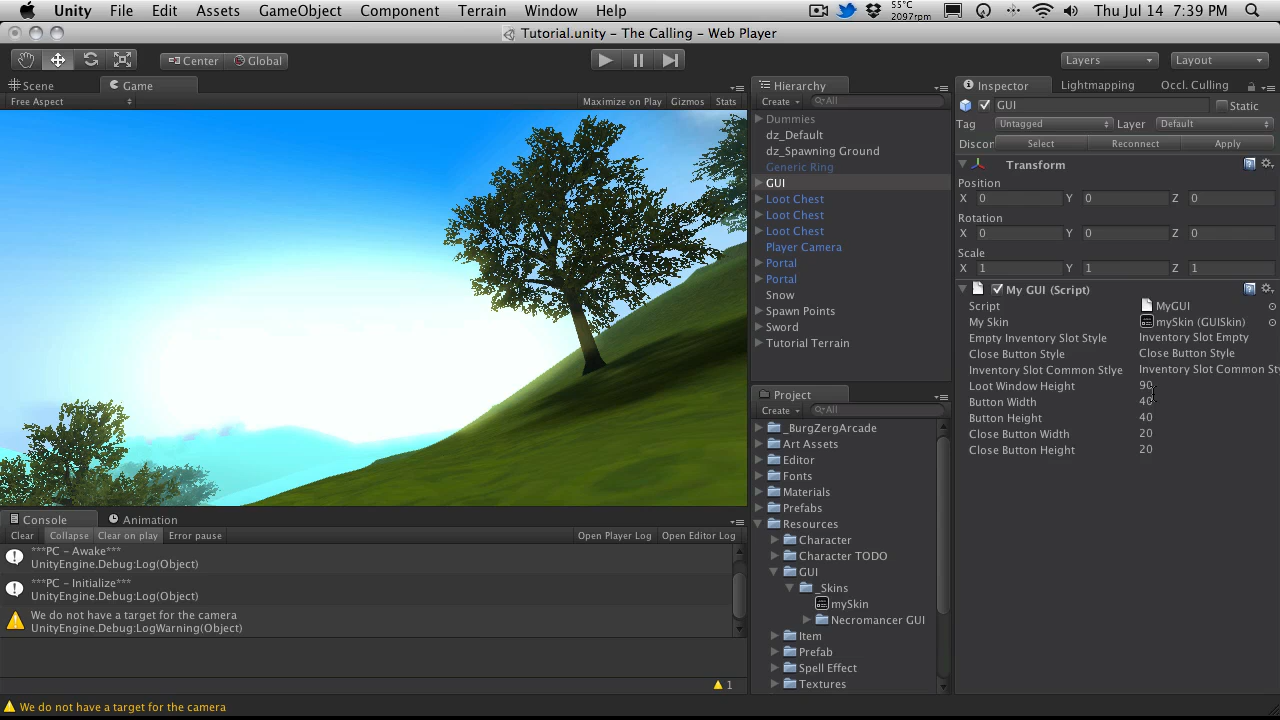 Unity File Edit Assets GameObject Component Terrain Window Help 55°C 2097rpm Thu Jul 14 7:39 PM
Tutorial.unity - The Calling - Web Player
Center Global Layers Layout
Scene Game
Free Aspect Maximize on Play Gizmos Stats
Hierarchy
Create All
Dummies
dz_Default
dz_Spawning Ground
Generic Ring
GUI
Loot Chest
Loot Chest
Loot Chest
Player Camera
Portal
Portal
Snow
Spawn Points
Sword
Tutorial Terrain
Project
Create All
_BurgZergArcade
Art Assets
Editor
Fonts
Materials
Prefabs
Resources
Character
Character TODO
GUI
_Skins
mySkin
Necromancer GUI
Item
Prefab
Spell Effect
Textures
Inspector Lightmapping Occl. Culling
GUI Static
Tag Untagged Layer Default
Discor Select Reconnect Apply
Transform
Position
X 0 Y 0 Z 0
Rotation
X 0 Y 0 Z 0
Scale
X 1 Y 1 Z 1
My GUI (Script)
Script MyGUI
My Skin mySkin (GUISkin)
Empty Inventory Slot Style Inventory Slot Empty
Close Button Style Close Button Style
Inventory Slot Common Stlye Inventory Slot Common Sty
Loot Window Height 90
Button Width 40
Button Height 40
Close Button Width 20
Close Button Height 20
Console Animation
Clear Collapse Clear on play Error pause Open Player Log Open Editor Log
***PC - Awake***
UnityEngine.Debug:Log(Object)
***PC - Initialize***
UnityEngine.Debug:Log(Object)
We do not have a target for the camera
UnityEngine.Debug:LogWarning(Object)
1
We do not have a target for the camera